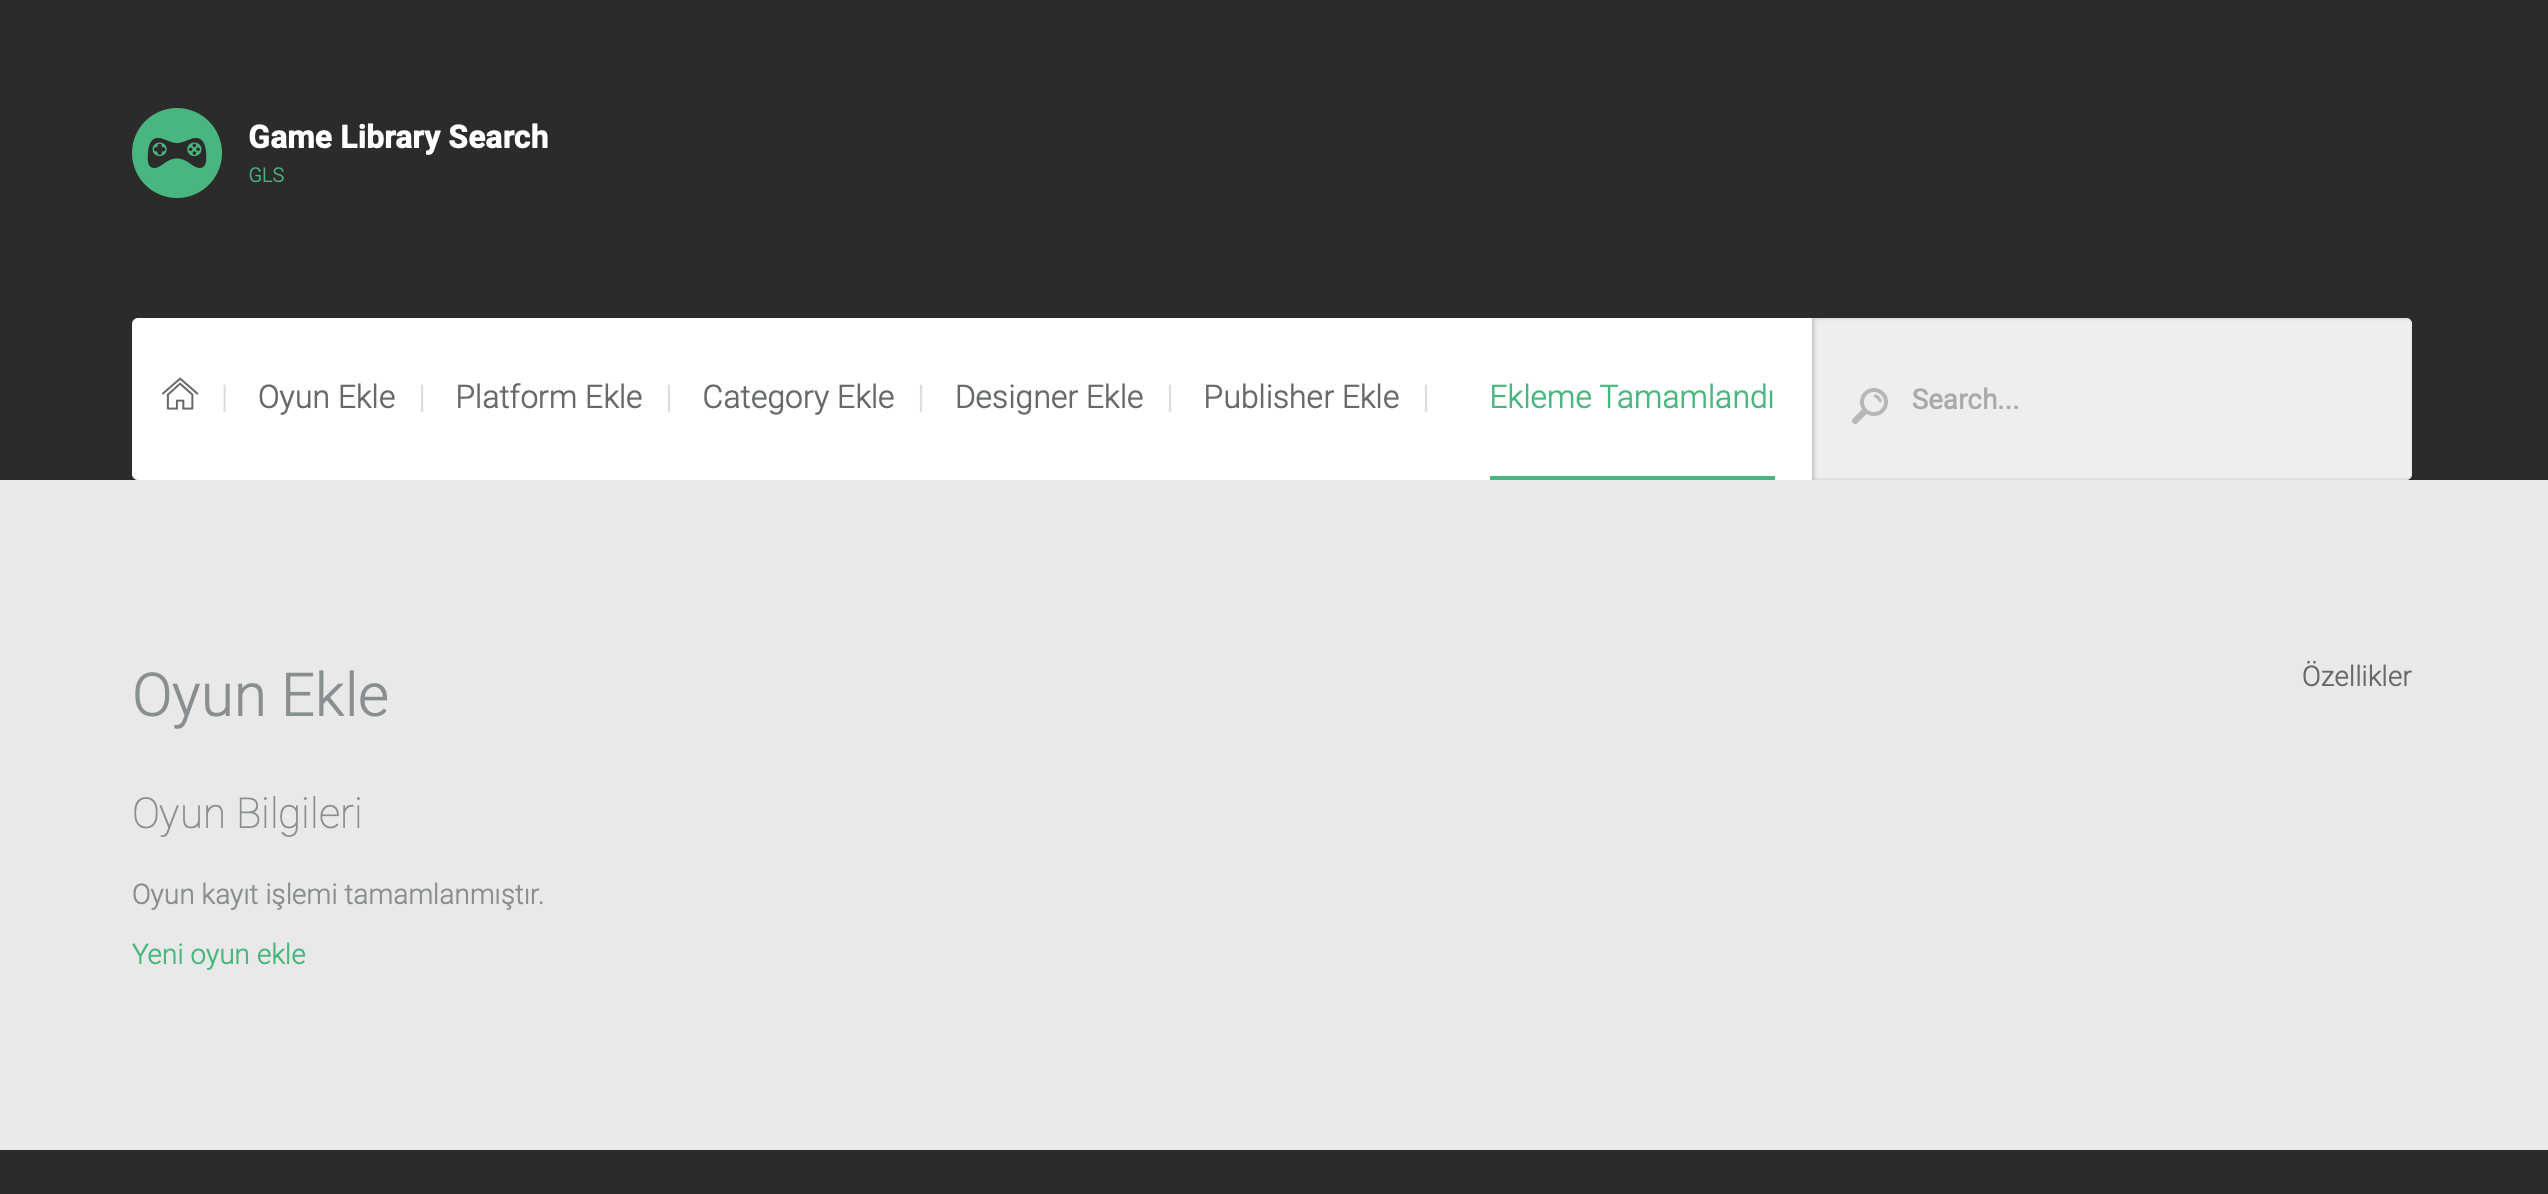 Game Library Search
GLS
Oyun Ekle | Platform Ekle | Category Ekle | Designer Ekle | Publisher Ekle | Ekleme Tamamlandı Search...
Oyun Ekle
Özellikler
Oyun Bilgileri
Oyun kayıt işlemi tamamlanmıştır.
Yeni oyun ekle